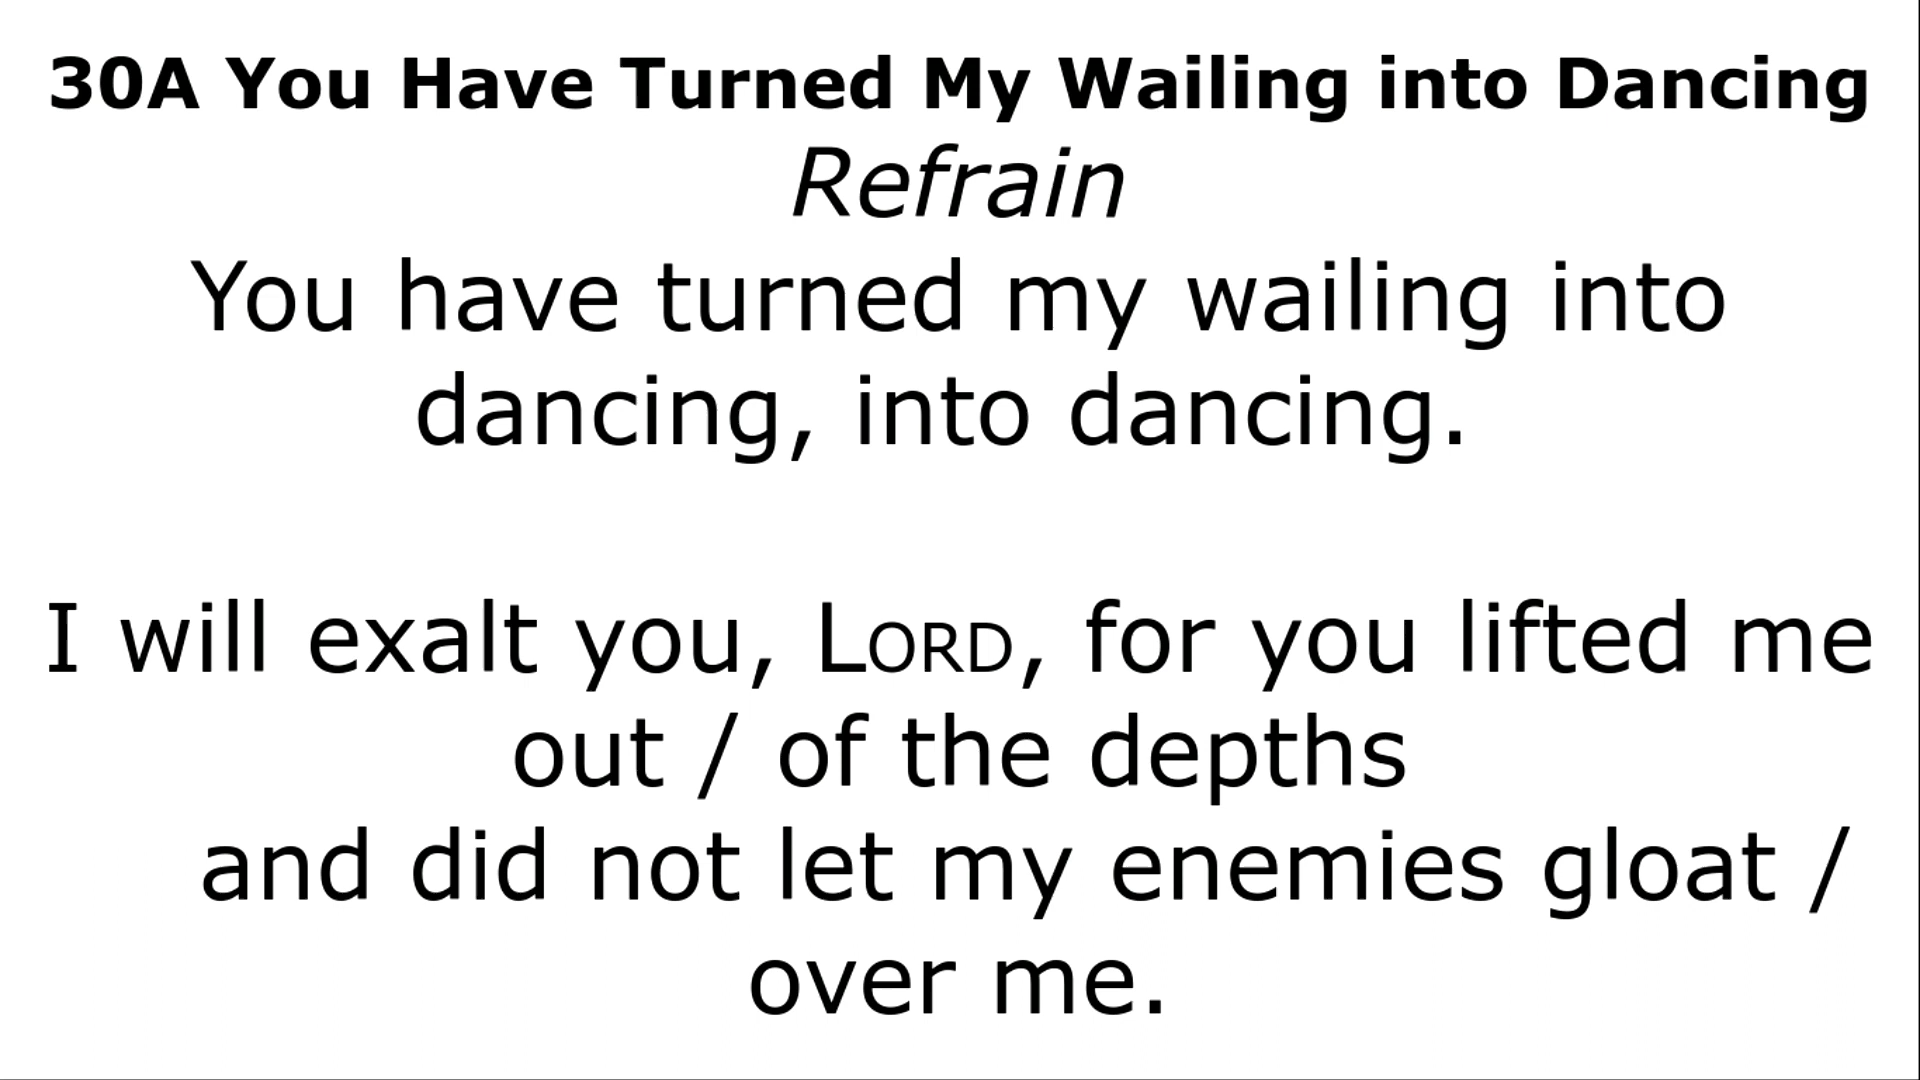 30A You Have Turned My Wailing into Dancing
Refrain
You have turned my wailing into
dancing, into dancing.
I will exalt you, LORD, for you lifted me
out / of the depths
and did not let my enemies gloat /
over me.